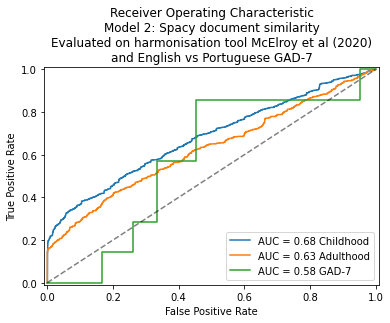 Receiver Operating Characteristic
Model 2: Spacy document similarity
Evaluated on harmonisation tool McElroy et al (2020)
and English vs Portuguese GAD-7
1.0
0.8
0.6
0.4
0.2
0.0
True Positive Rate
AUC = 0.68 Childhood
AUC = 0.63 Adulthood
AUC = 0.58 GAD-7
0.0 0.2 0.4 0.6 0.8 1.0
False Positive Rate